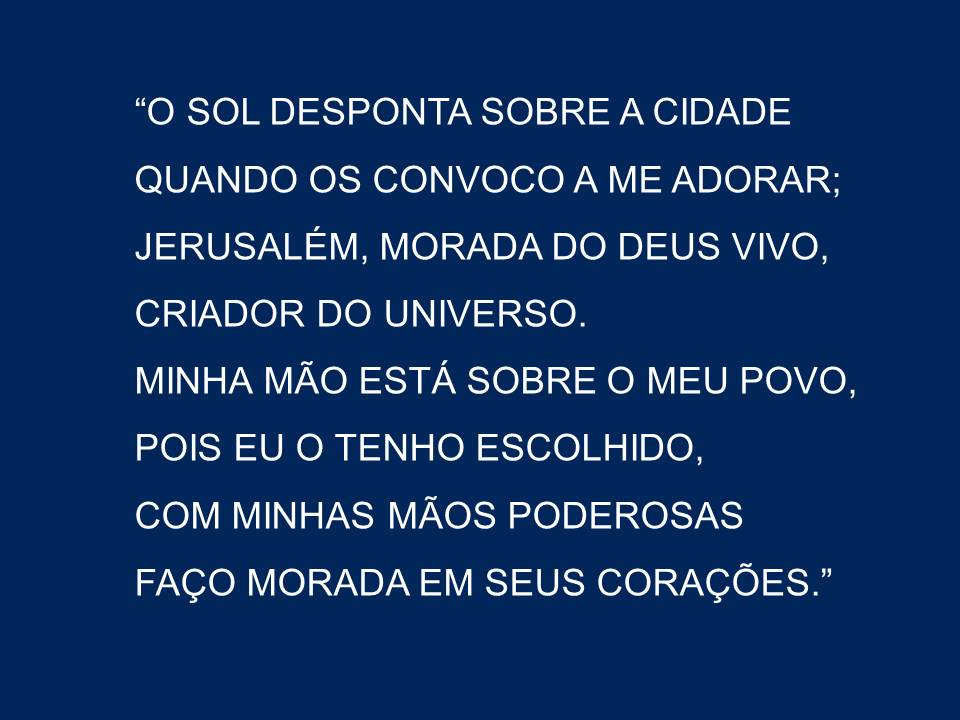 “O SOL DESPONTA SOBRE A CIDADE
QUANDO OS CONVOCO A ME ADORAR;
JERUSALÉM, MORADA DO DEUS VIVO,
CRIADOR DO UNIVERSO.
MINHA MÃO ESTÁ SOBRE O MEU POVO,
POIS EU O TENHO ESCOLHIDO,
COM MINHAS MÃOS PODEROSAS
FAÇO MORADA EM SEUS CORAÇÕES.”